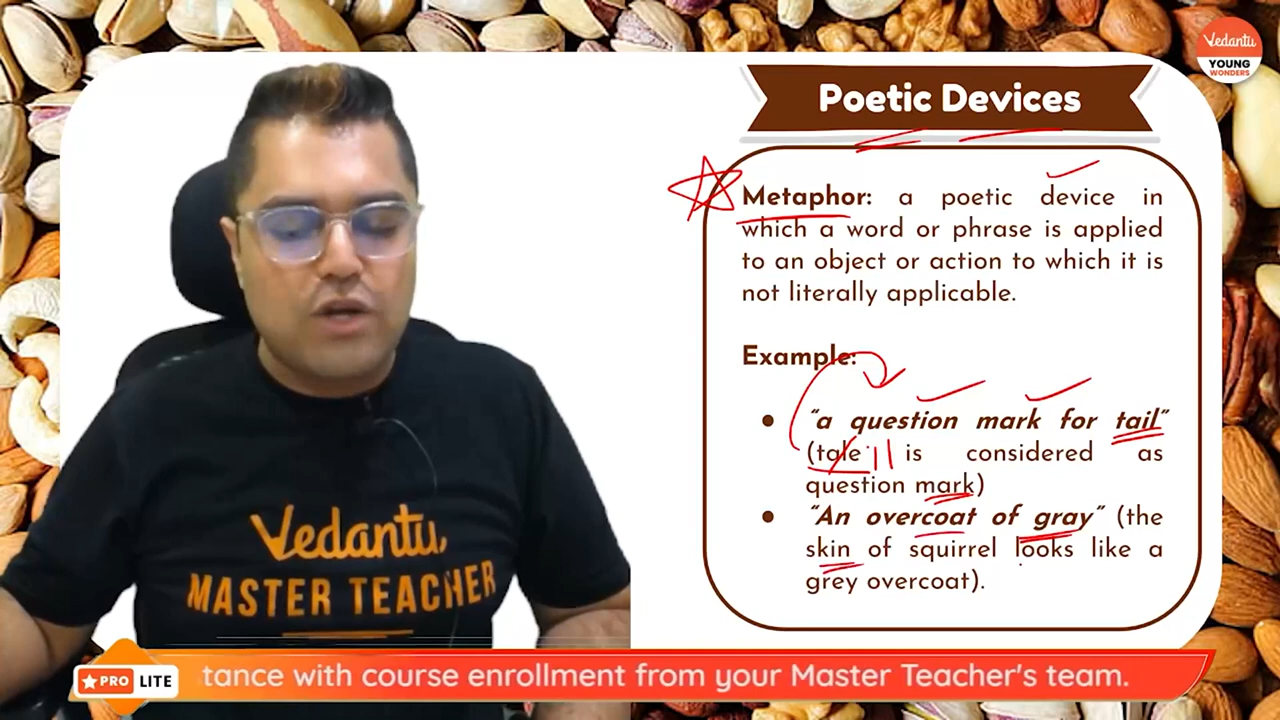 Vedantu
YOUNG
WONDERS
Poetic Devices
Metaphor: a poetic device in
which a word or phrase is applied
to an object or action to which it is
not literally applicable.
Example:
• "a question mark for tail"
(tale is considered as
question mark)
• "An overcoat of gray" (the
skin of squirrel looks like a
grey overcoat).
Vedantu
MASTER TEACHER
PRO LITE
tance with course enrollment from your Master Teacher's team.